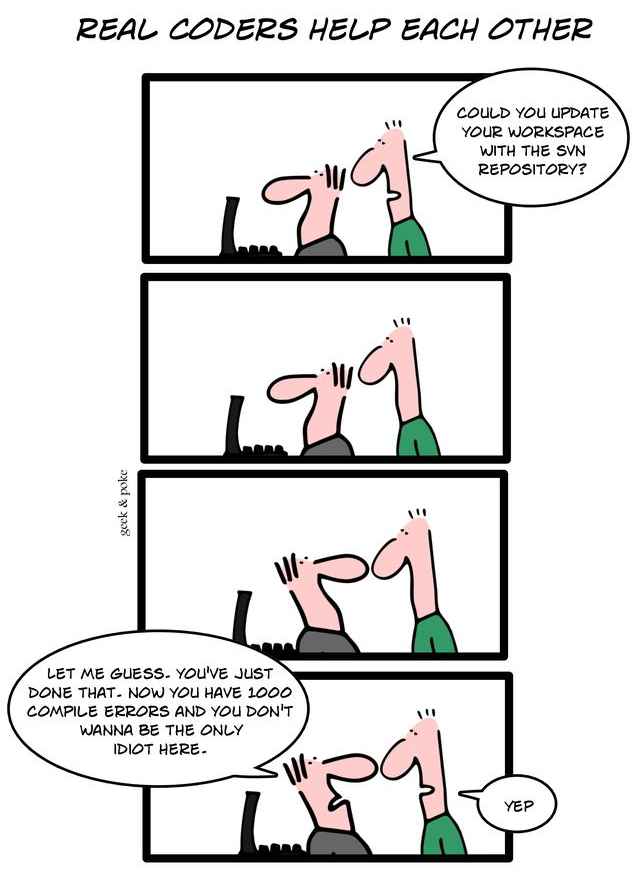 REAL CODERS HELP EACH OTHER
COULD YOU UPDATE
YOUR WORKSPACE
WITH THE SVN
REPOSITORY?
geek & poke
LET ME GUESS. YOU'VE JUST
DONE THAT. NOW YOU HAVE 1000
COMPILE ERRORS AND YOU DON'T
WANNA BE THE ONLY
IDIOT HERE.
YEP